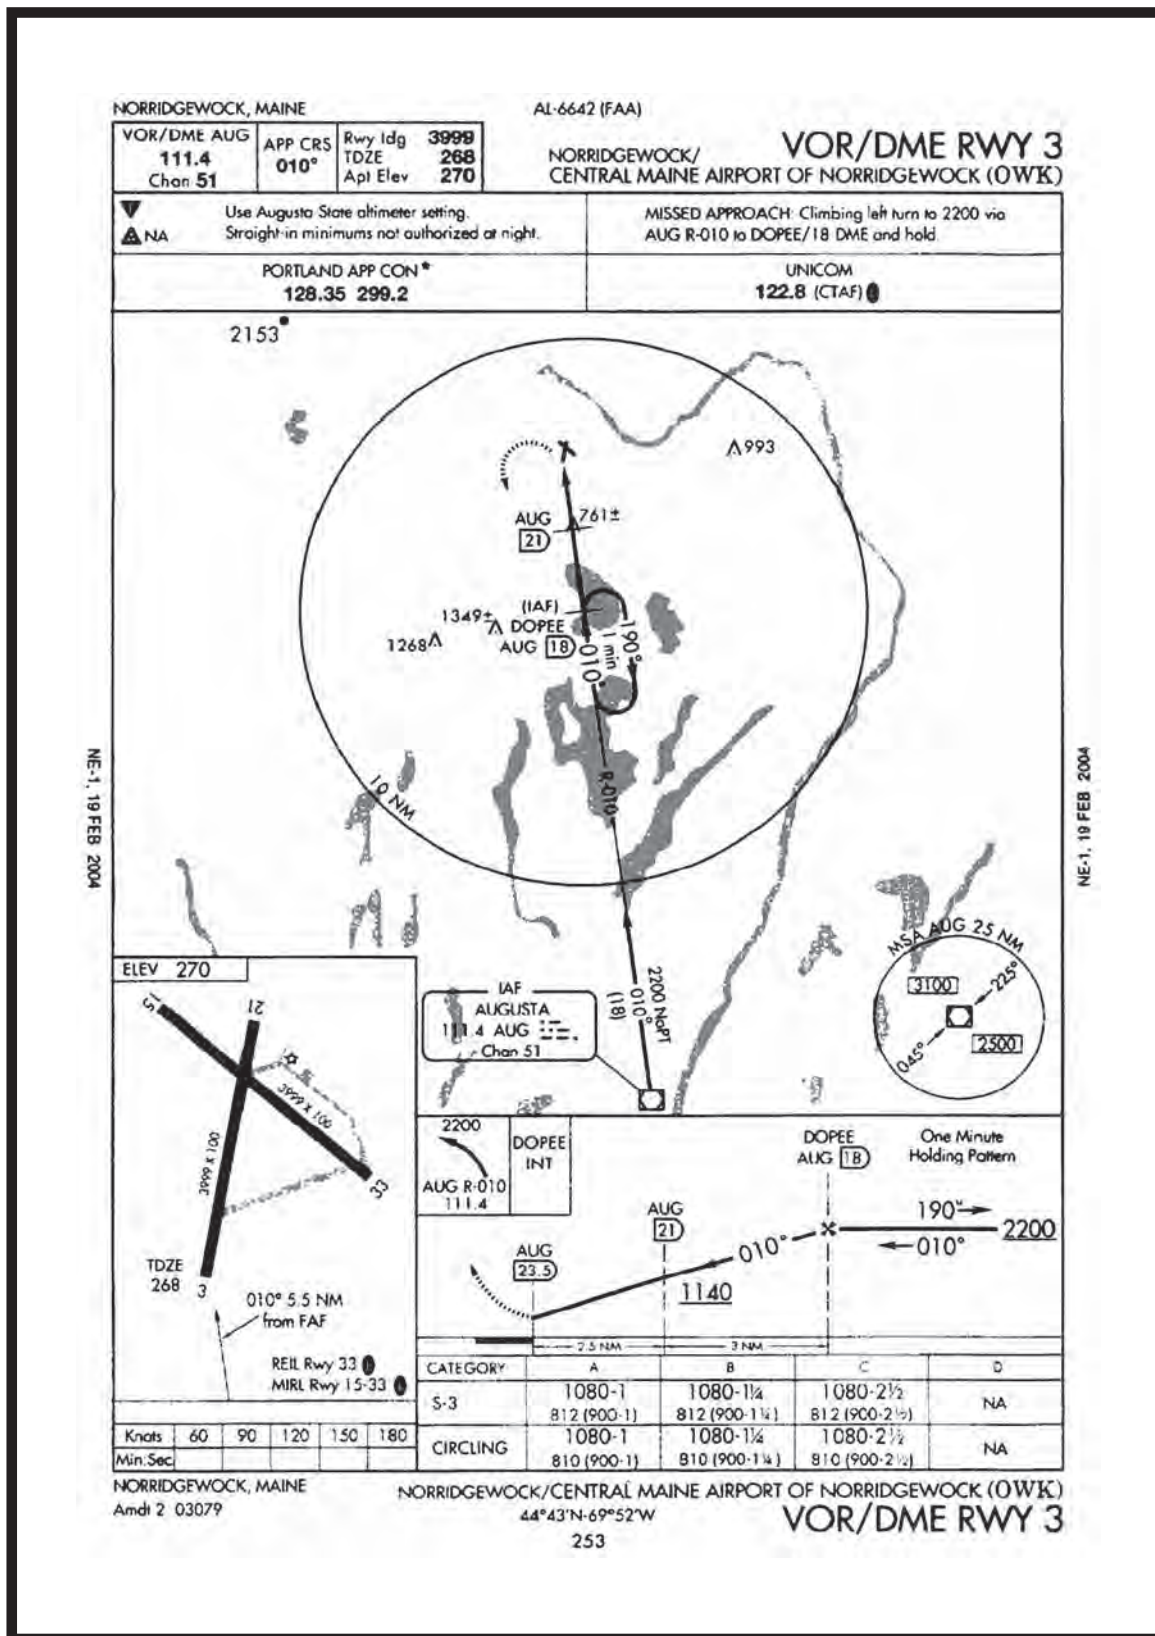 NORRIDGEWOCK, MAINE
AL-6642 (FAA)
VOR/DME AUG
111.4
Chan 51
APP CRS
010°
Rwy ldg 3999
TDZE 268
Apt Elev 270
VOR/DME RWY 3
NORRIDGEWOCK/
CENTRAL MAINE AIRPORT OF NORRIDGEWOCK (OWK)
NA
Use Augusta State altimeter setting.
Straight-in minimums not authorized at night.
MISSED APPROACH: Climbing left turn to 2200 via
AUG R-010 to DOPEE/18 DME and hold.
PORTLAND APP CON*
128.35 299.2
UNICOM
122.8 (CTAF)
2153
993
AUG
21
761±
1349±
1268
(IAF)
DOPEE
AUG 18
010°
1 min
190°
R-010
10 NM
NE-1, 19 FEB 2004
NE-1, 19 FEB 2004
2200 NoPT
010°
(18)
IAF
AUGUSTA
111.4 AUG
Chan 51
MSA AUG 25 NM
3100
225°
045°
2500
ELEV 270
15
21
3999 X 100
3999 X 100
33
TDZE
268
3
010° 5.5 NM
from FAF
REIL Rwy 33
MIRL Rwy 15-33
Knots 60 90 120 150 180
Min:Sec
2200
AUG R-010
111.4
DOPEE
INT
DOPEE
AUG 18
One Minute
Holding Pattern
190°
2200
010°
AUG
21
010°
AUG
23.5
1140
2.5 NM
3 NM
CATEGORY A B C D
S-3
1080-1 1080-1¼ 1080-2½ NA
812 (900-1) 812 (900-1¼) 812 (900-2½)
CIRCLING
1080-1 1080-1¼ 1080-2½ NA
810 (900-1) 810 (900-1¼) 810 (900-2½)
NORRIDGEWOCK, MAINE
Amdt 2 03079
NORRIDGEWOCK/CENTRAL MAINE AIRPORT OF NORRIDGEWOCK (OWK)
44°43'N-69°52'W
VOR/DME RWY 3
253